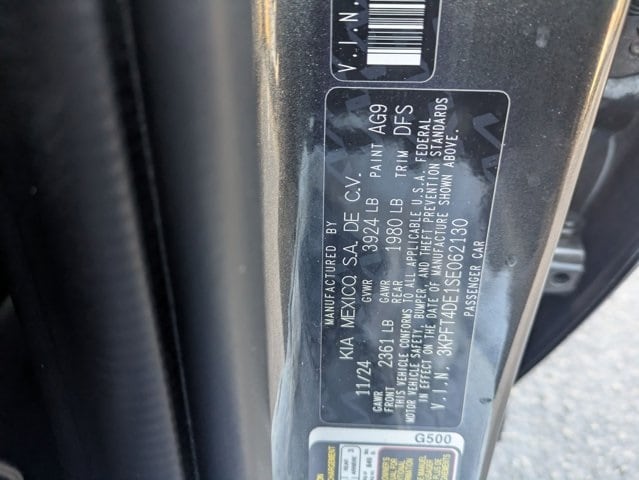 V.I.N.
MANUFACTURED BY
KIA MEXICO, S.A. DE C.V.
11/24 GVWR 3924 LB PAINT AG9
GAWR FRONT 2361 LB GAWR REAR 1980 LB TRIM DFS
THIS VEHICLE CONFORMS TO ALL APPLICABLE U.S.A. FEDERAL
MOTOR VEHICLE SAFETY, BUMPER, AND THEFT PREVENTION STANDARDS
IN EFFECT ON THE DATE OF MANUFACTURE SHOWN ABOVE.
V.I.N. 3KPFT4DE1SE062130
PASSENGER CAR
G500